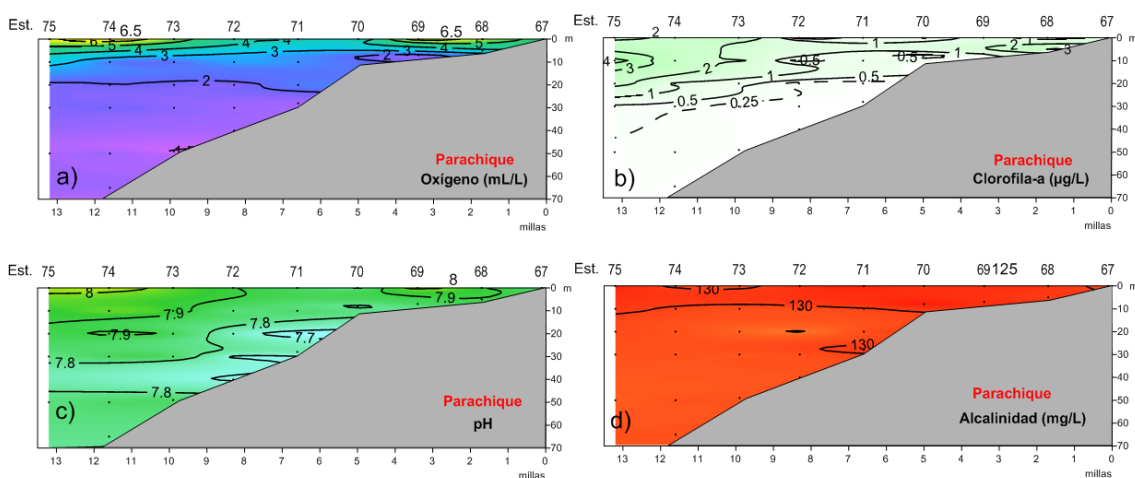 Est. 75 74 73 72 71 70 69 68 67
6.5 6.5
6 5 4 4 4 5 0 m
3 3 3 4
2 10
2 20
30
40
50
Parachique 60
a) Oxígeno (mL/L)
70
13 12 11 10 9 8 7 6 5 4 3 2 1 0
millas
Est. 75 74 73 72 71 70 69 68 67
2 1 1 2 0 m
4 3 2 0.5 1 0.5 1 3 10
1 1 0.5 20
0.5 0.25 30
40
50
Parachique 60
b) Clorofila-a (µg/L)
70
13 12 11 10 9 8 7 6 5 4 3 2 1 0
millas
Est. 75 74 73 72 71 70 69 68 67
8
8 7.9 0 m
7.9 7.8 10
7.9 7.7 20
7.8 30
7.8 40
50
Parachique 60
c) pH
70
13 12 11 10 9 8 7 6 5 4 3 2 1 0
millas
Est. 75 74 73 72 71 70 69 125 68 67
130 0 m
130 10
20
130 30
40
50
Parachique
d) Alcalinidad (mg/L) 60
70
13 12 11 10 9 8 7 6 5 4 3 2 1 0
millas